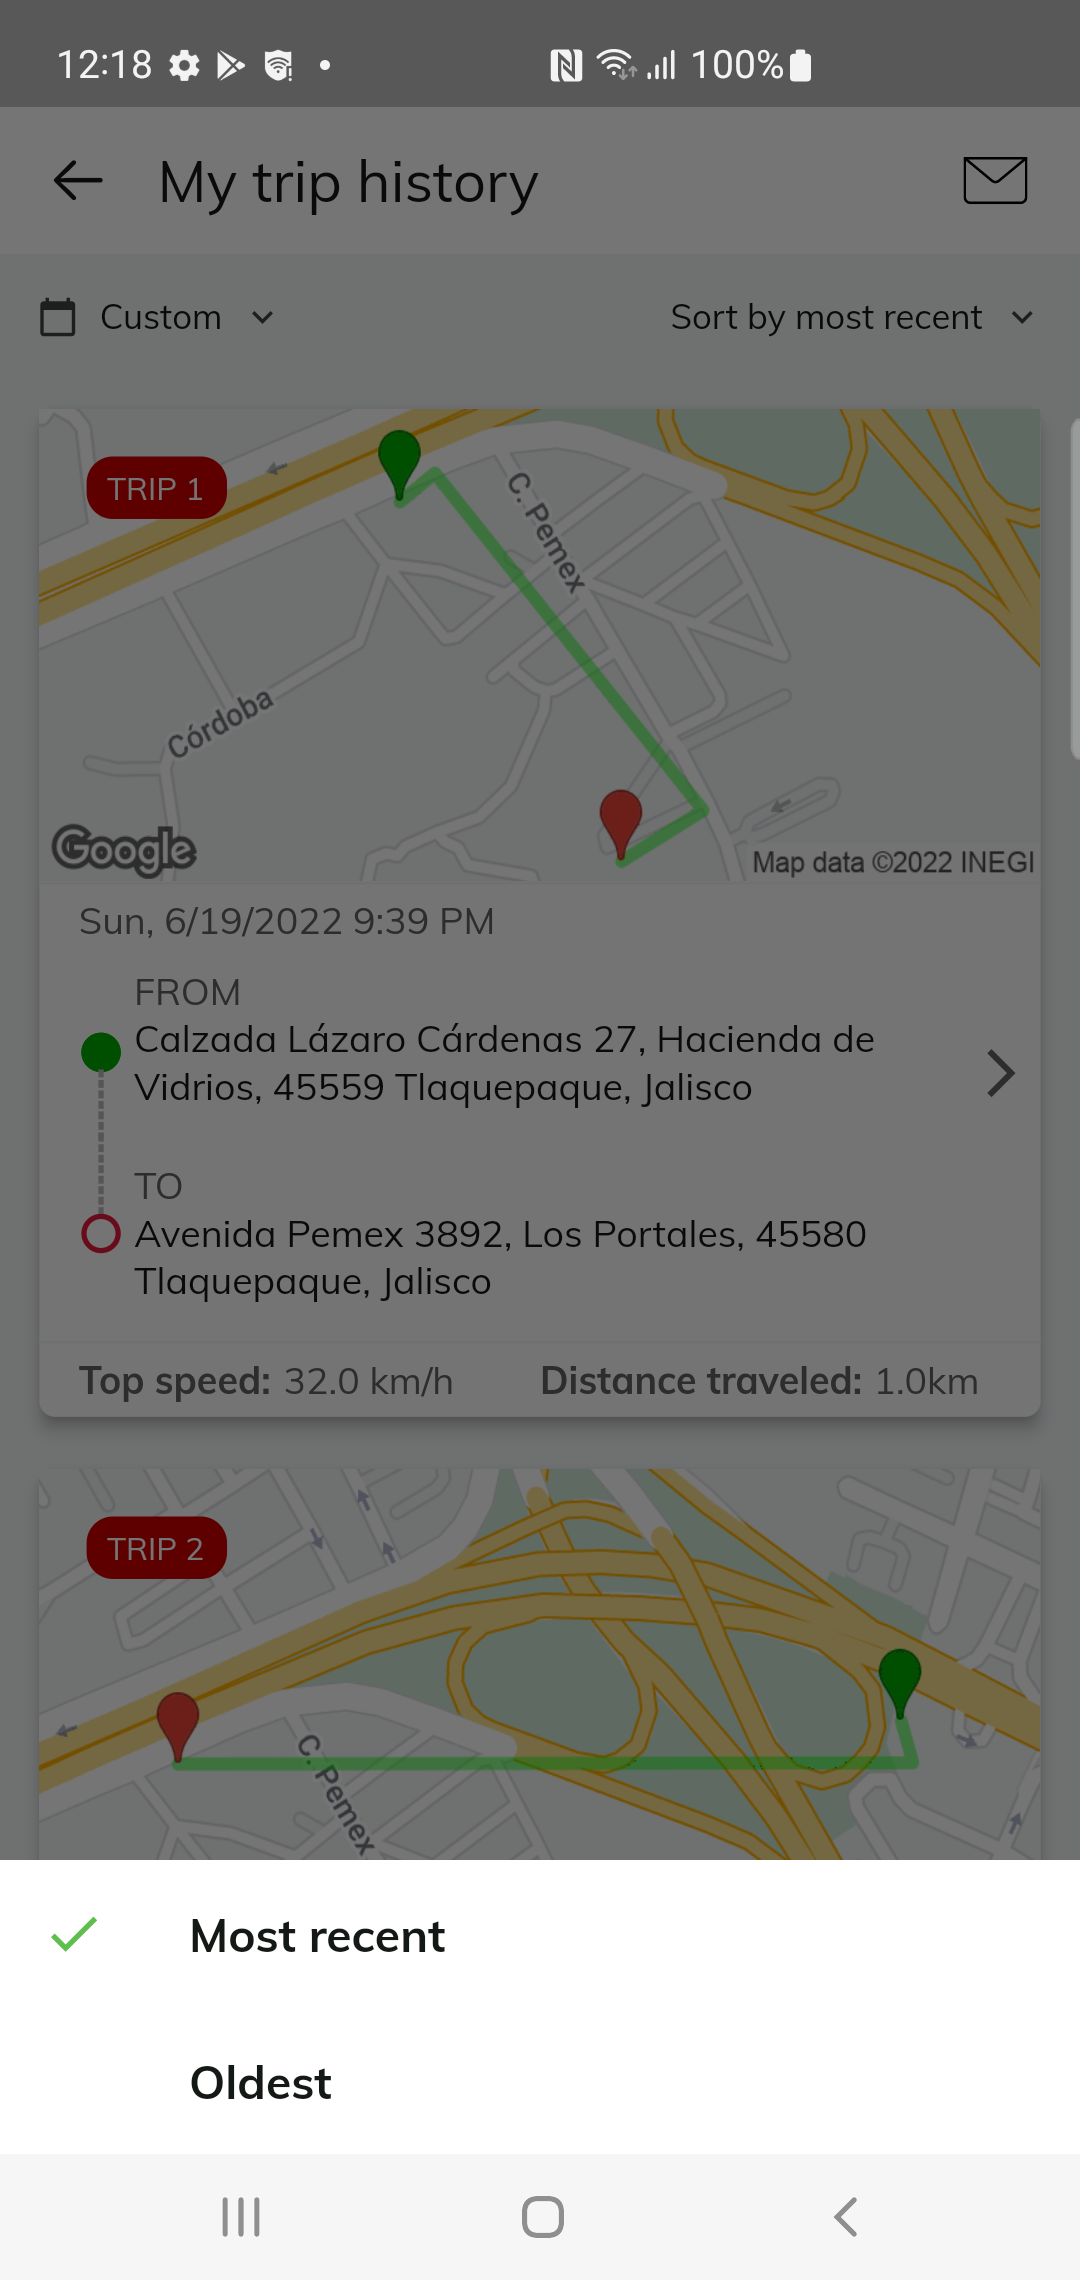 12:18
100%
My trip history
Custom
Sort by most recent
TRIP 1
C. Pemex
Córdoba
Google
Map data ©2022 INEGI
Sun, 6/19/2022 9:39 PM
FROM
Calzada Lázaro Cárdenas 27, Hacienda de
Vidrios, 45559 Tlaquepaque, Jalisco
TO
Avenida Pemex 3892, Los Portales, 45580
Tlaquepaque, Jalisco
Top speed: 32.0 km/h
Distance traveled: 1.0km
TRIP 2
C. Pemex
Most recent
Oldest